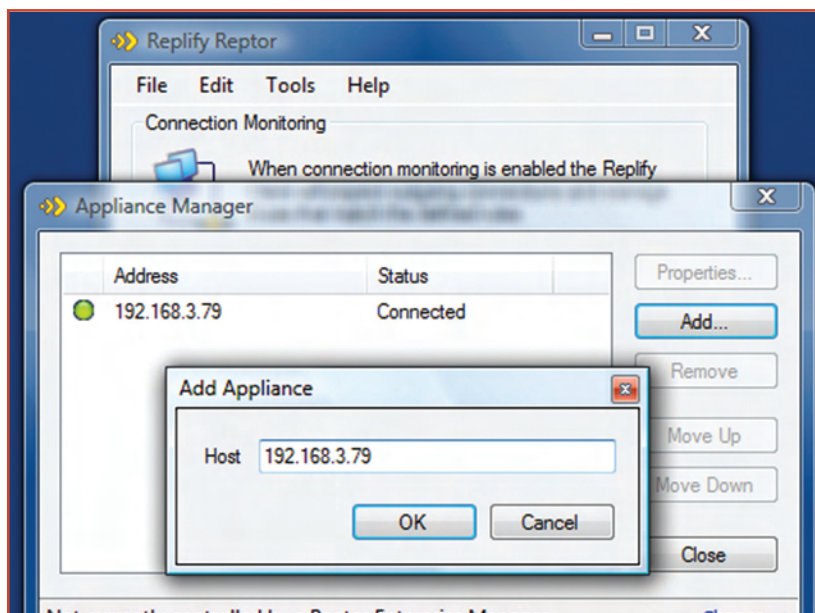 Replify Reptor
File Edit Tools Help
Connection Monitoring
When connection monitoring is enabled the Replify
Appliance Manager
Address Status
192.168.3.79 Connected
Properties...
Add...
Remove
Move Up
Move Down
Close
Add Appliance
Host 192.168.3.79
OK Cancel